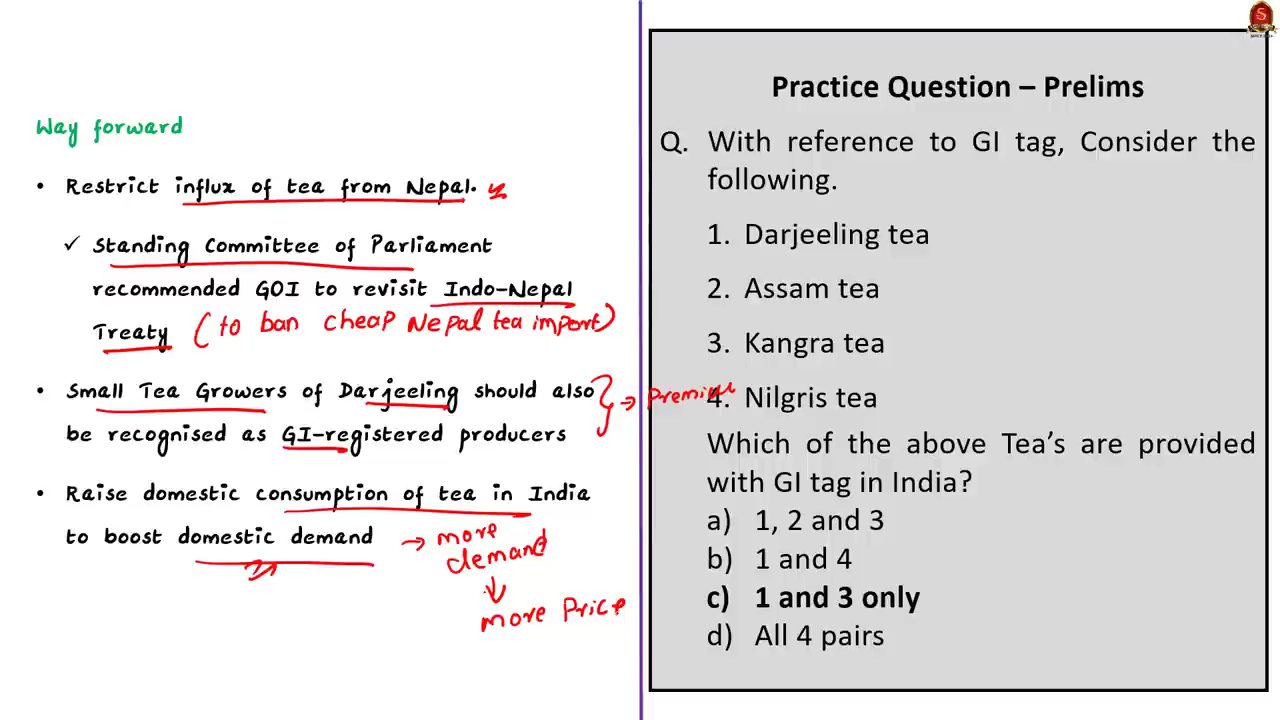 Way forward
• Restrict influx of tea from Nepal.
✓ Standing Committee of Parliament
recommended GOI to revisit Indo-Nepal
Treaty (to ban cheap Nepal tea import)
• Small Tea Growers of Darjeeling should also
be recognised as GI-registered producers
→ Premium
• Raise domestic consumption of tea in India
to boost domestic demand → more
demand
↓
more Price
Practice Question – Prelims
Q. With reference to GI tag, Consider the
following.
1. Darjeeling tea
2. Assam tea
3. Kangra tea
4. Nilgris tea
Which of the above Tea's are provided
with GI tag in India?
a) 1, 2 and 3
b) 1 and 4
c) 1 and 3 only
d) All 4 pairs